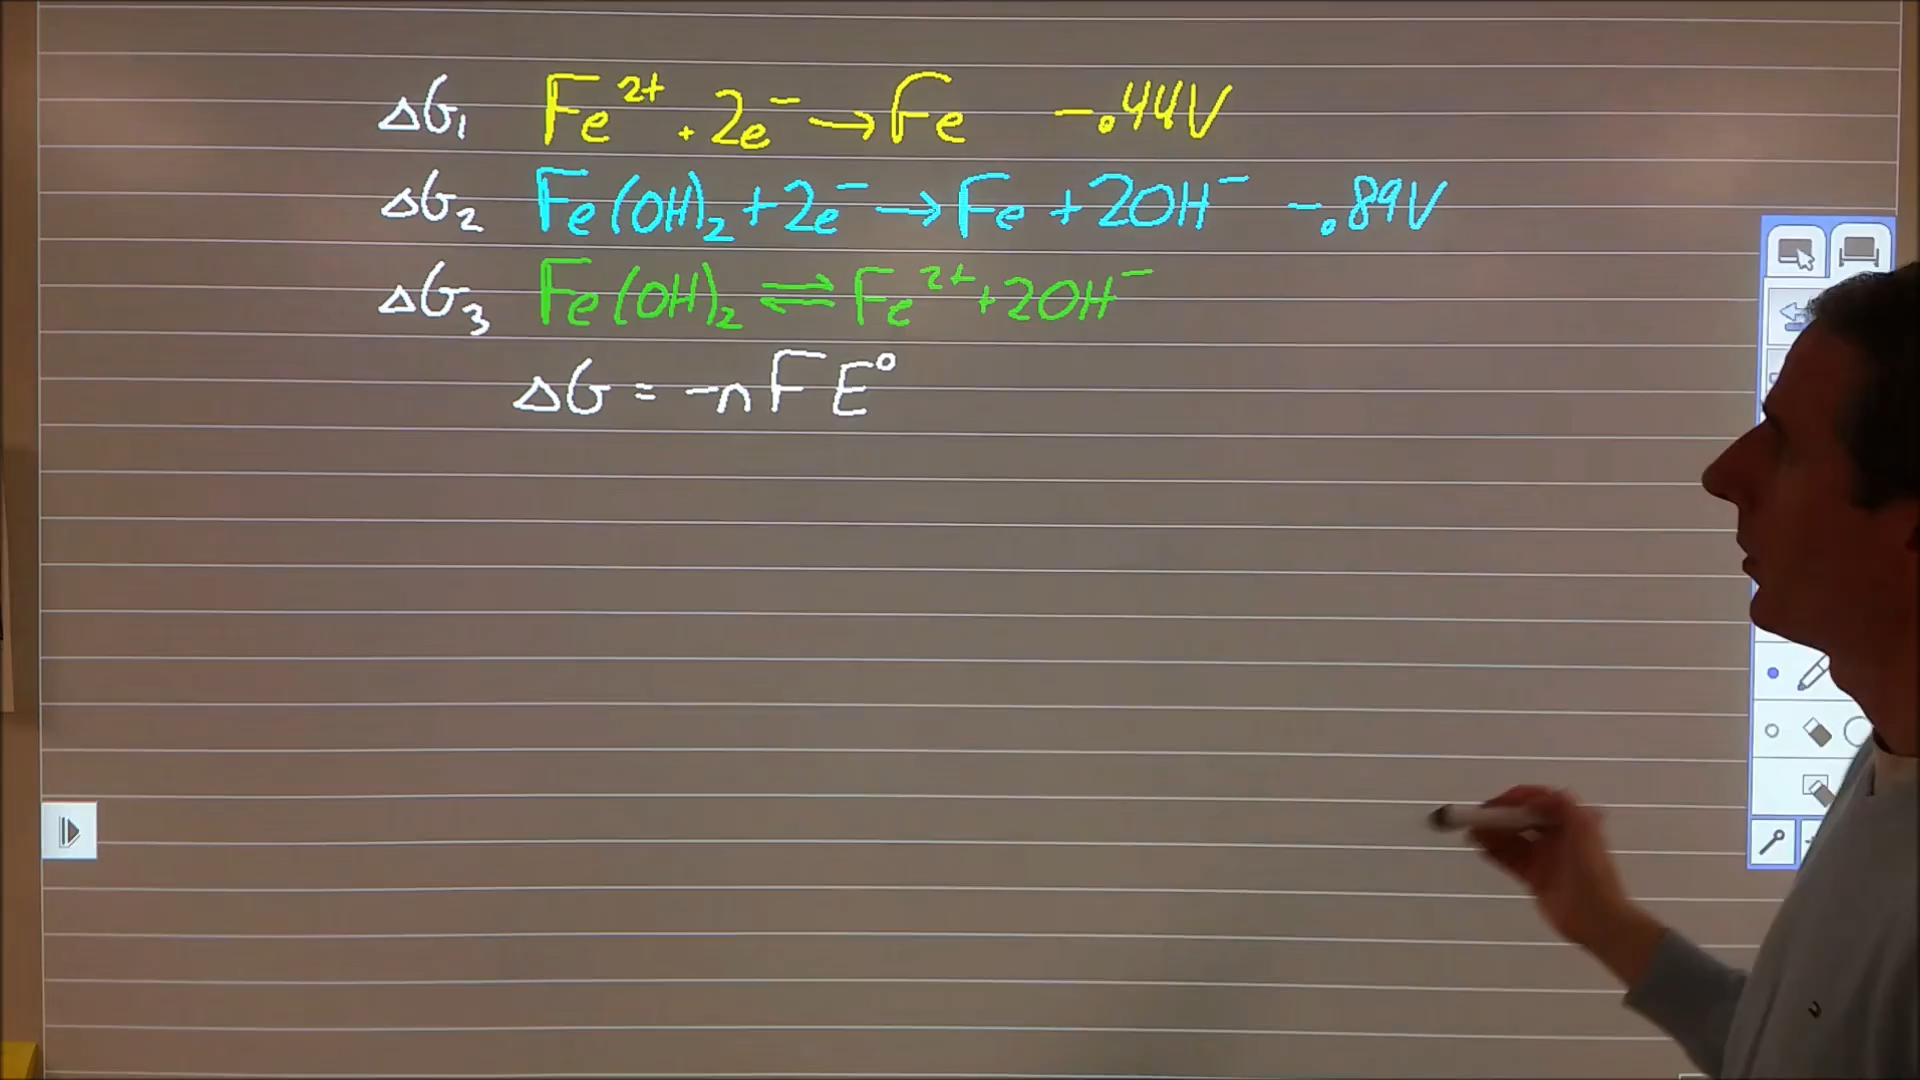 ΔG₁ Fe²⁺ + 2e⁻ → Fe -.44V
ΔG₂ Fe(OH)₂ + 2e⁻ → Fe + 2OH⁻ -.89V
ΔG₃ Fe(OH)₂ ⇌ Fe²⁺ + 2OH⁻
ΔG = -nFE°